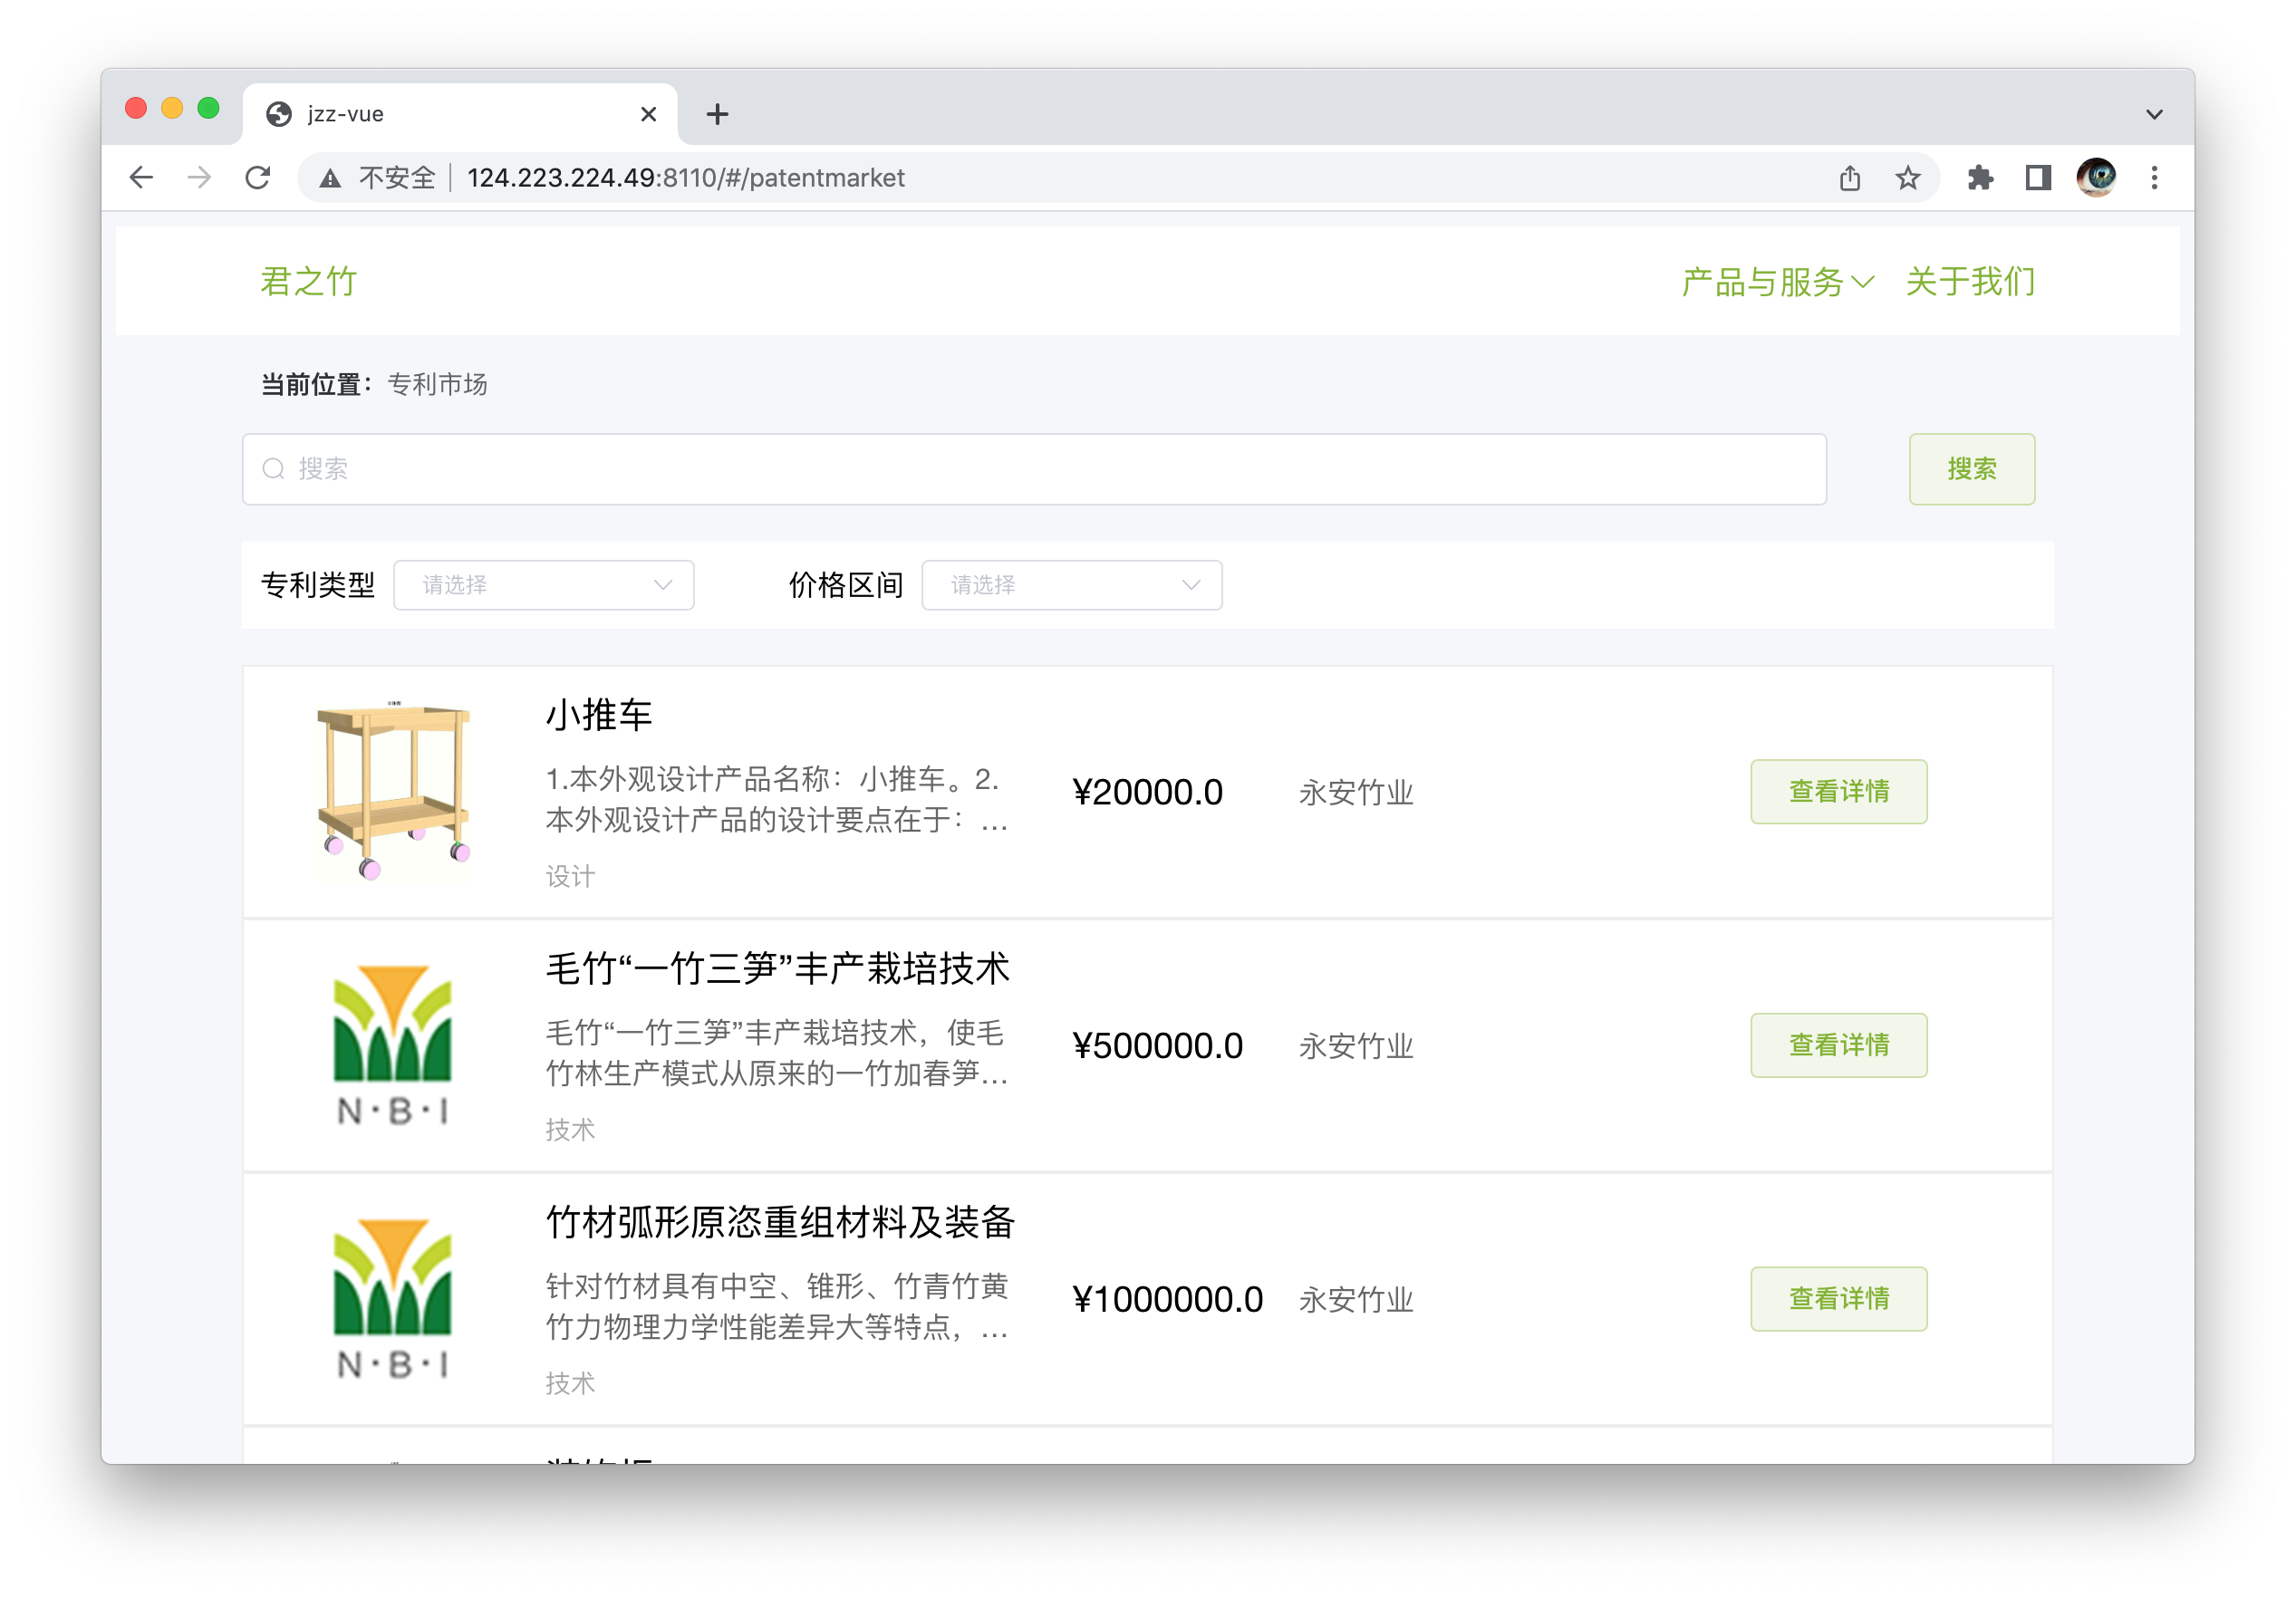 jzz-vue
不安全 124.223.224.49:8110/#/patentmarket
君之竹
产品与服务 关于我们
当前位置：专利市场
搜索
搜索
专利类型 请选择 价格区间 请选择
小推车
1.本外观设计产品名称：小推车。2.
本外观设计产品的设计要点在于：...
设计
¥20000.0 永安竹业
查看详情
毛竹“一竹三笋”丰产栽培技术
毛竹“一竹三笋”丰产栽培技术，使毛
竹林生产模式从原来的一竹加春笋...
技术
¥500000.0 永安竹业
查看详情
N·B·I
竹材弧形原恣重组材料及装备
针对竹材具有中空、锥形、竹青竹黄
竹力物理力学性能差异大等特点，...
技术
¥1000000.0 永安竹业
查看详情
N·B·I